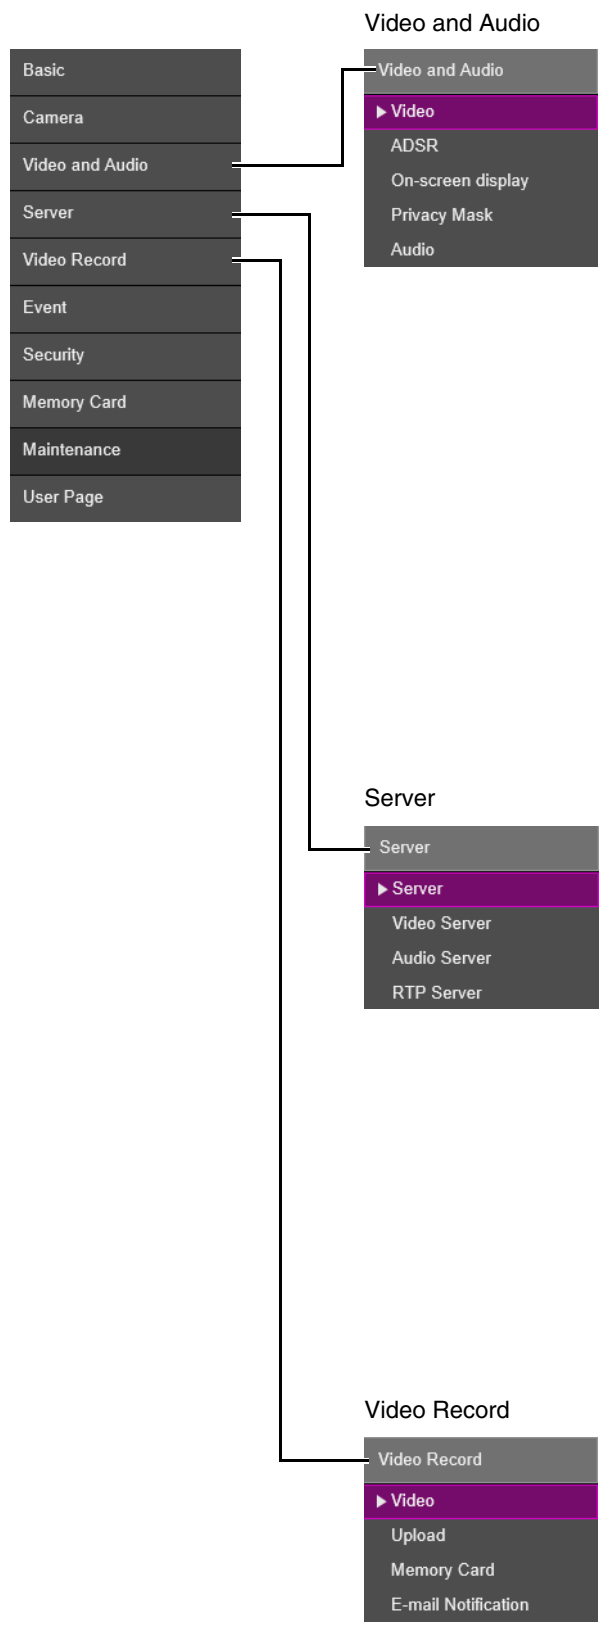 Basic
Camera
Video and Audio
Server
Video Record
Event
Security
Memory Card
Maintenance
User Page
Video and Audio
Video and Audio
Video
ADSR
On-screen display
Privacy Mask
Audio
Server
Server
Server
Video Server
Audio Server
RTP Server
Video Record
Video Record
Video
Upload
Memory Card
E-mail Notification